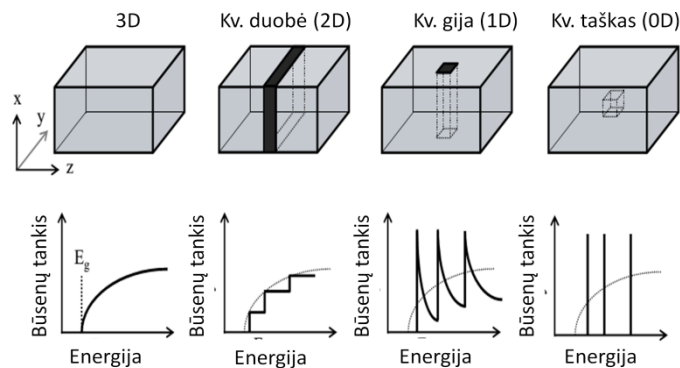 3D
Kv. duobė (2D)
Kv. gija (1D)
Kv. taškas (0D)
x
y
z
Būsenų tankis
E_g
Energija
Būsenų tankis
Energija
Būsenų tankis
Energija
Būsenų tankis
Energija